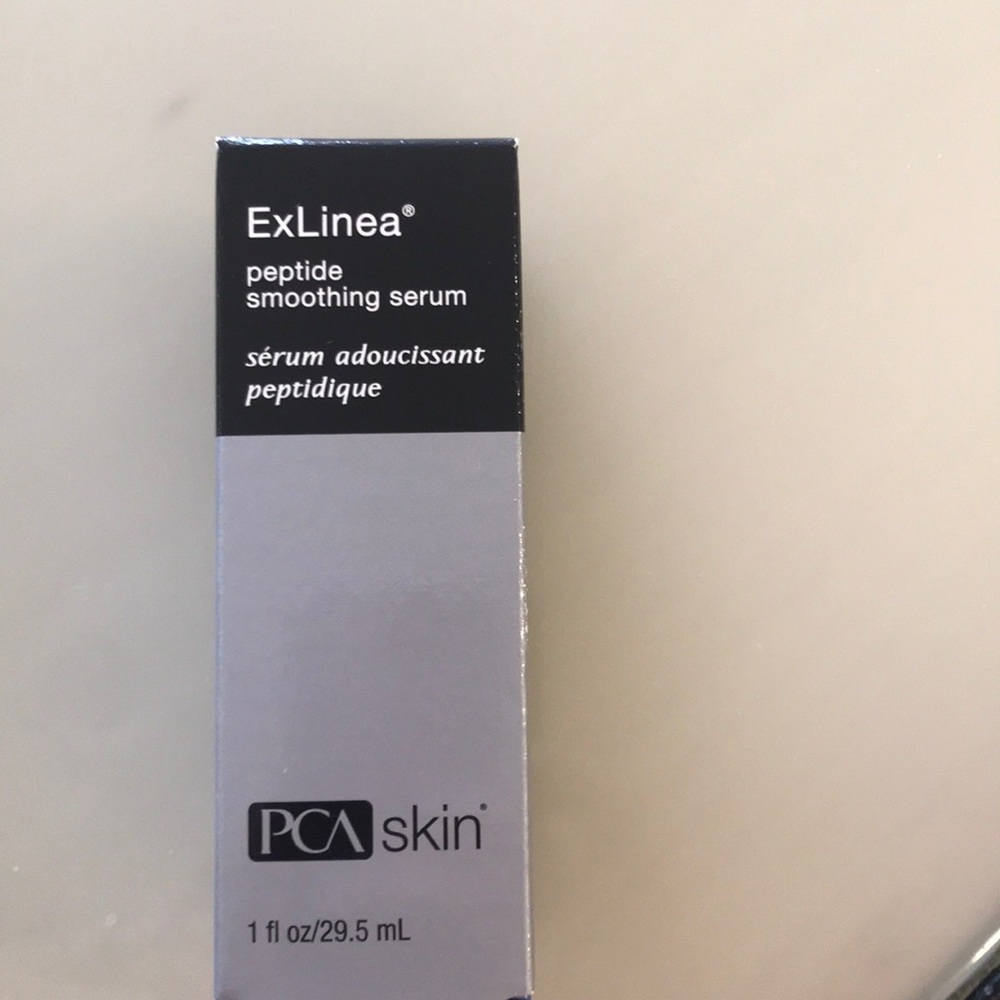 ExLinea®
peptide
smoothing serum
sérum adoucissant
peptidique
PCA skin®
1 fl oz/29.5 mL